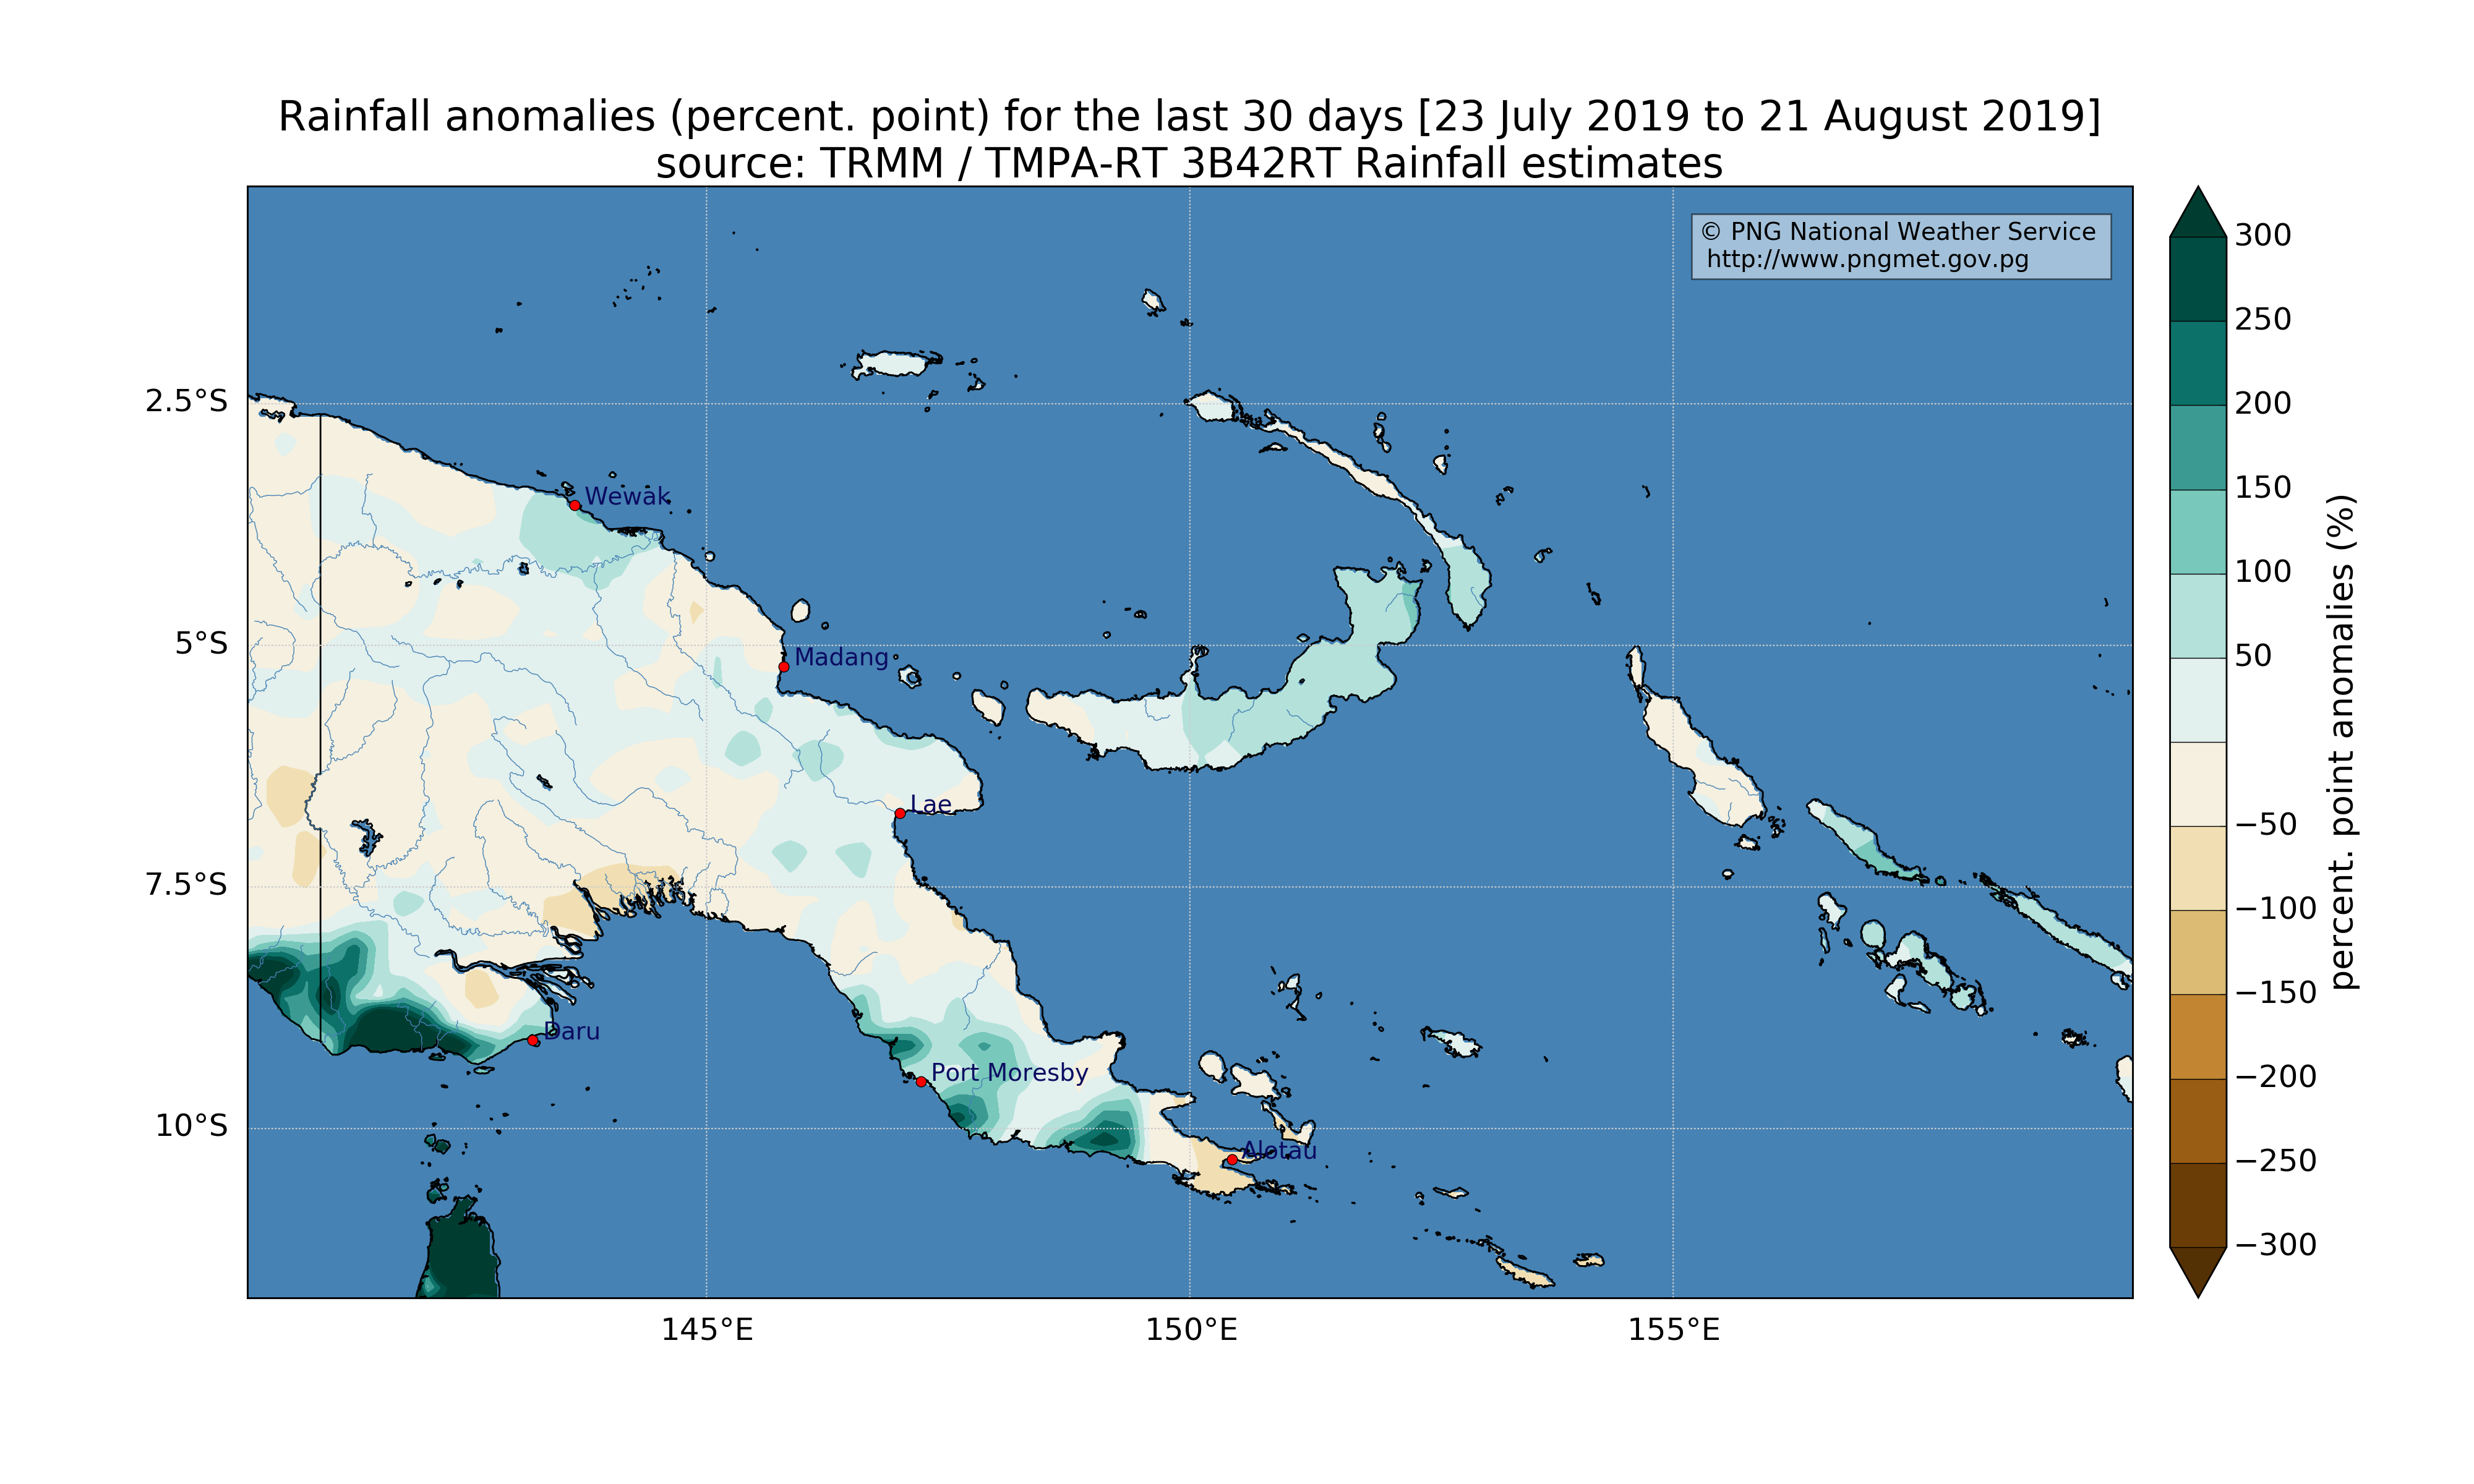 Rainfall anomalies (percent. point) for the last 30 days [23 July 2019 to 21 August 2019]
source: TRMM / TMPA-RT 3B42RT Rainfall estimates
© PNG National Weather Service
http://www.pngmet.gov.pg
2.5°S
5°S
7.5°S
10°S
Wewak
Madang
Lae
Daru
Port Moresby
Alotau
145°E
150°E
155°E
300
250
200
150
100
50
−50
−100
−150
−200
−250
−300
percent. point anomalies (%)